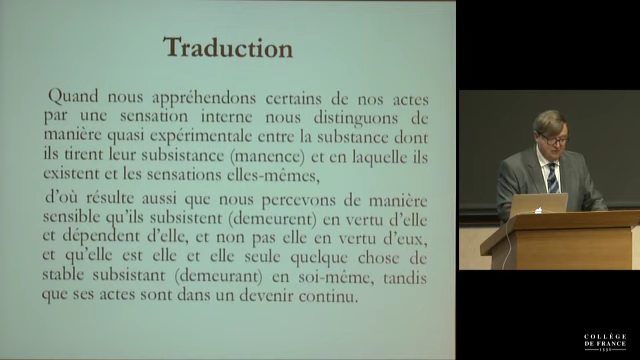 Traduction
Quand nous appréhendons certains de nos actes
par une sensation interne nous distinguons de
manière quasi expérimentale entre la substance dont
ils tirent leur subsistance (manence) et en laquelle ils
existent et les sensations elles-mêmes,
d'où résulte aussi que nous percevons de manière
sensible qu'ils subsistent (demeurent) en vertu d'elle
et dépendent d'elle, et non pas elle en vertu d'eux,
et qu'elle est elle et elle seule quelque chose de
stable subsistant (demeurant) en soi-même, tandis
que ses actes sont dans un devenir continu.
COLLÈGE
DE FRANCE
1530